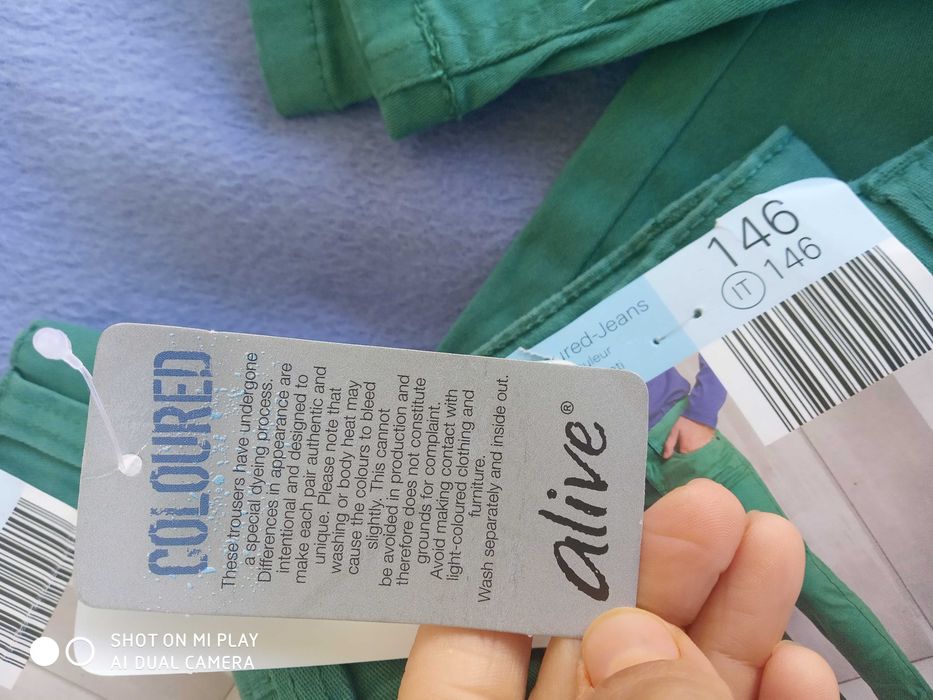 COLOURED
These trousers have undergone
a special dyeing process.
Differences in appearance are
intentional and designed to
make each pair authentic and
unique. Please note that
washing or body heat may
cause the colours to bleed
slightly. This cannot
be avoided in production and
therefore does not constitute
grounds for complaint.
Avoid making contact with
light-coloured clothing and
furniture.
Wash separately and inside out.
alive®
146
IT 146
ured-Jeans
uleur
SHOT ON MI PLAY
AI DUAL CAMERA